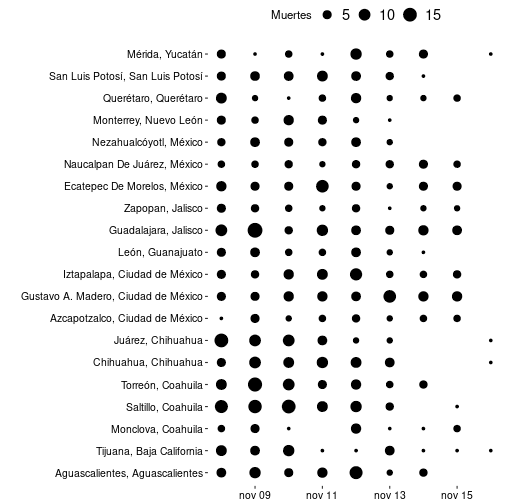 Muertes 5 10 15
Mérida, Yucatán
San Luis Potosí, San Luis Potosí
Querétaro, Querétaro
Monterrey, Nuevo León
Nezahualcóyotl, México
Naucalpan De Juárez, México
Ecatepec De Morelos, México
Zapopan, Jalisco
Guadalajara, Jalisco
León, Guanajuato
Iztapalapa, Ciudad de México
Gustavo A. Madero, Ciudad de México
Azcapotzalco, Ciudad de México
Juárez, Chihuahua
Chihuahua, Chihuahua
Torreón, Coahuila
Saltillo, Coahuila
Monclova, Coahuila
Tijuana, Baja California
Aguascalientes, Aguascalientes
nov 09 nov 11 nov 13 nov 15